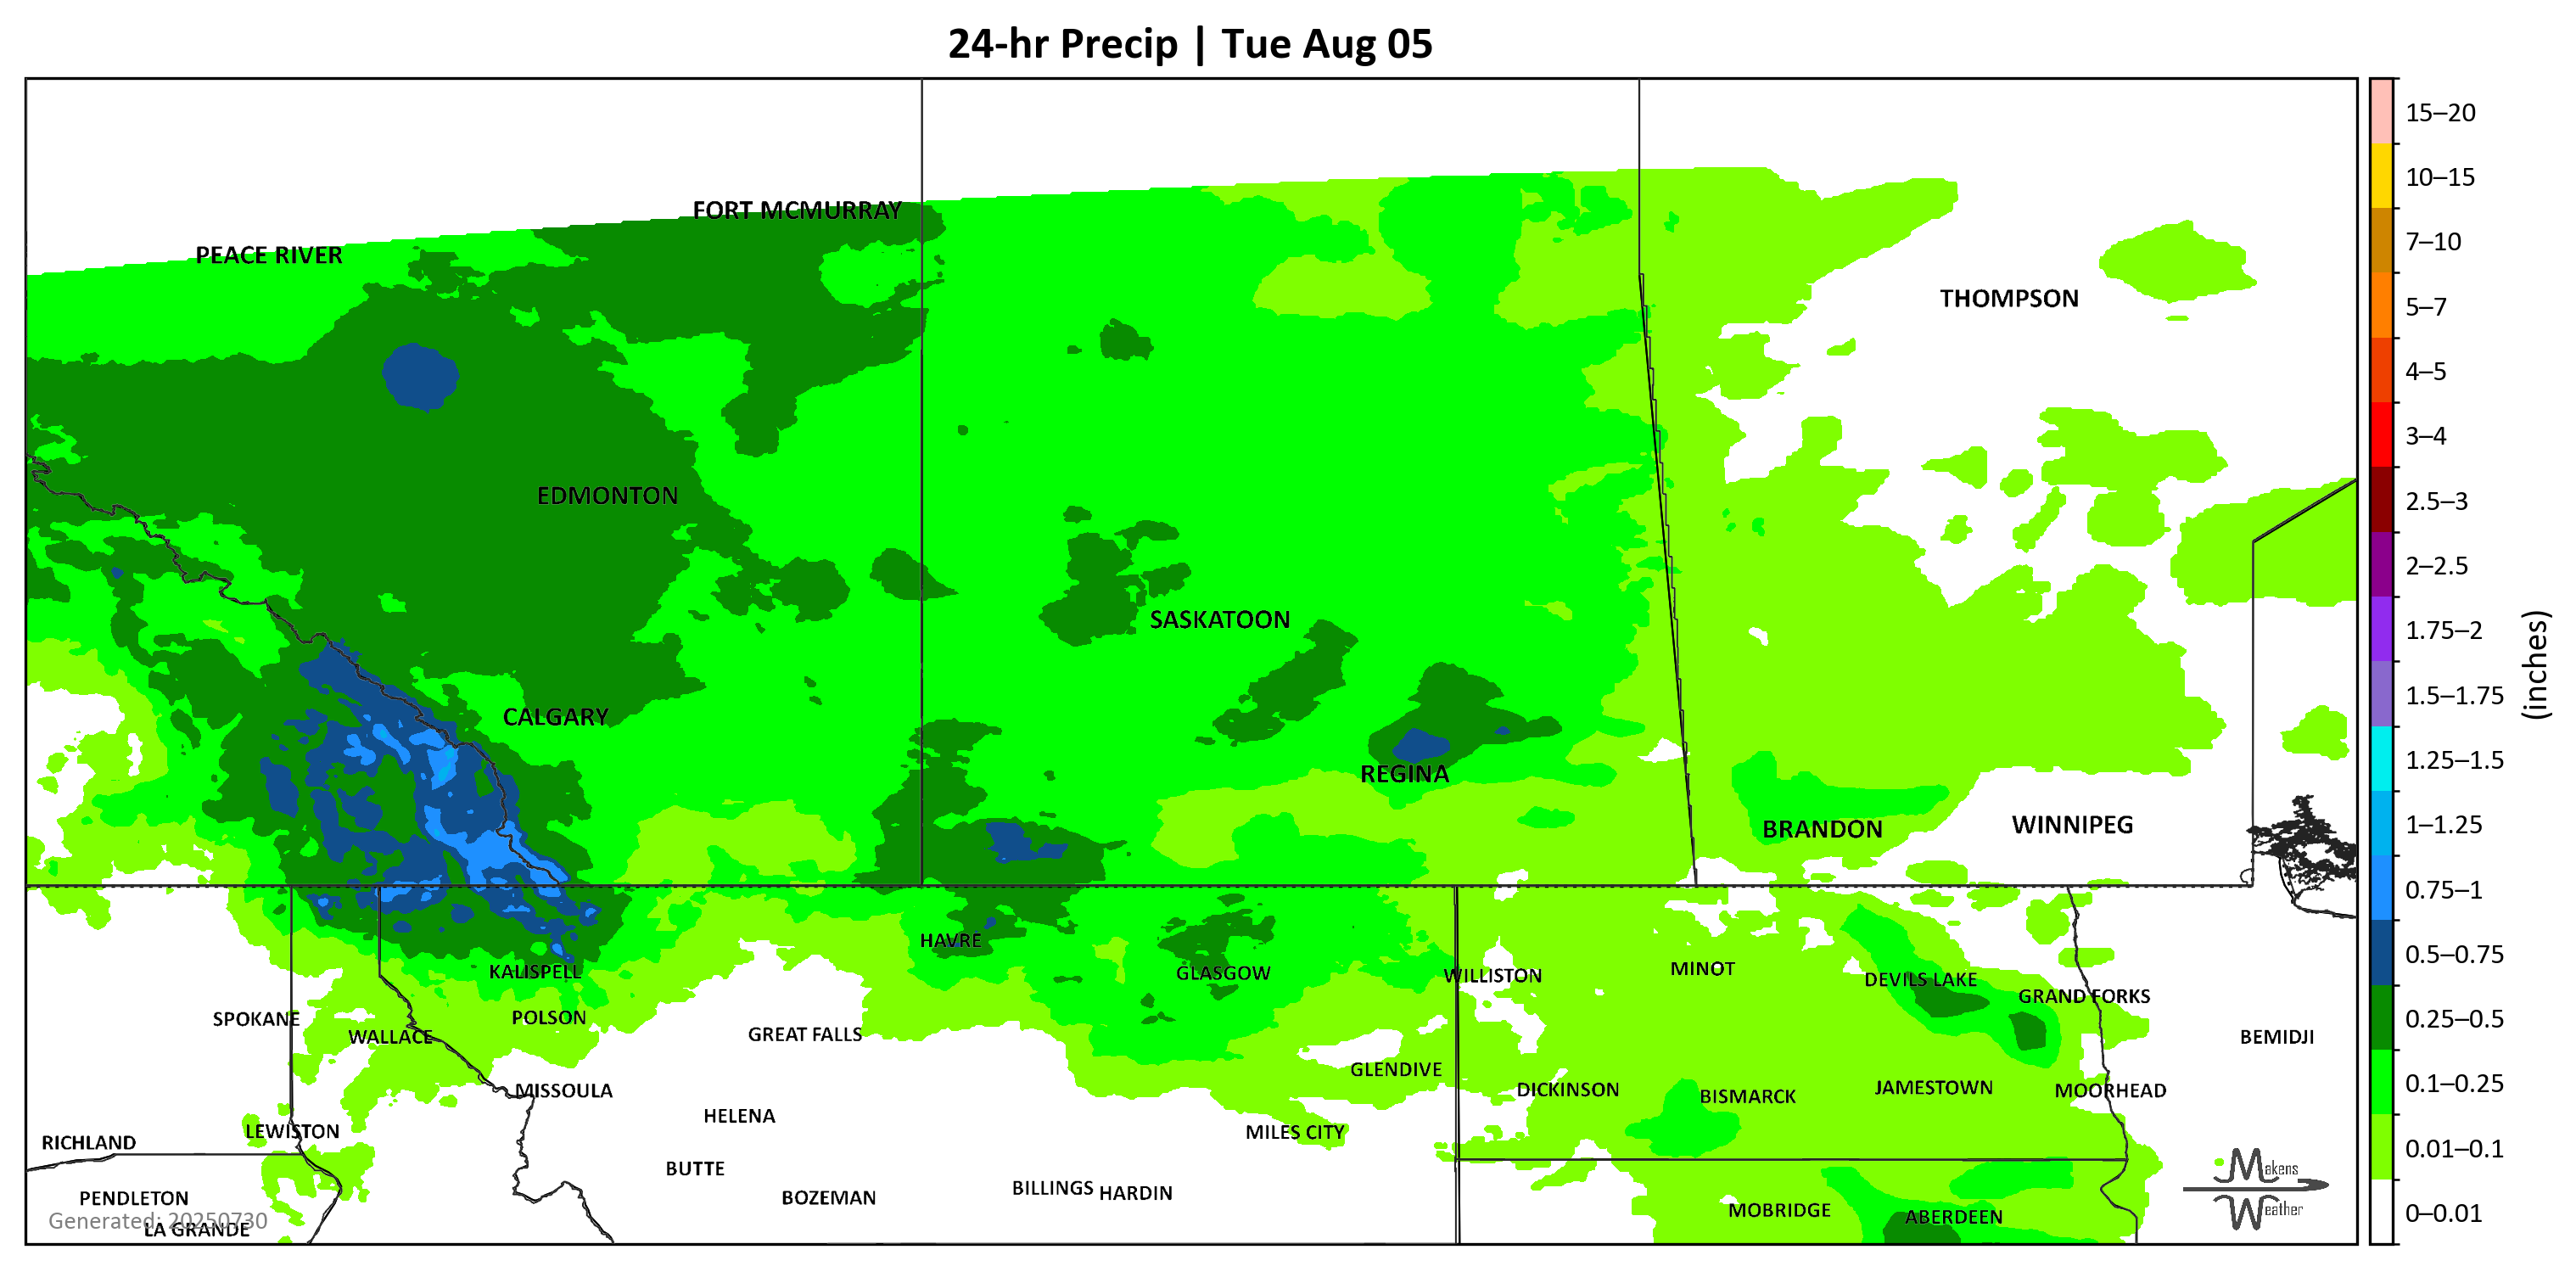 24-hr Precip | Tue Aug 05
15–20
10–15
7–10
5–7
4–5
3–4
2.5–3
2–2.5
1.75–2
1.5–1.75
1.25–1.5
1–1.25
0.75–1
0.5–0.75
0.25–0.5
0.1–0.25
0.01–0.1
0–0.01
(inches)
FORT MCMURRAY
PEACE RIVER
THOMPSON
EDMONTON
SASKATOON
CALGARY
REGINA
BRANDON
WINNIPEG
HAVRE
KALISPELL
GLASGOW
WILLISTON
MINOT
DEVILS LAKE
GRAND FORKS
SPOKANE
POLSON
WALLACE
GREAT FALLS
BEMIDJI
GLENDIVE
MISSOULA
DICKINSON
BISMARCK
JAMESTOWN
MOORHEAD
HELENA
LEWISTON
MILES CITY
RICHLAND
BUTTE
BILLINGS
HARDIN
PENDLETON
BOZEMAN
MOBRIDGE
ABERDEEN
Generated: 20250730
LA GRANDE
Makens
Weather